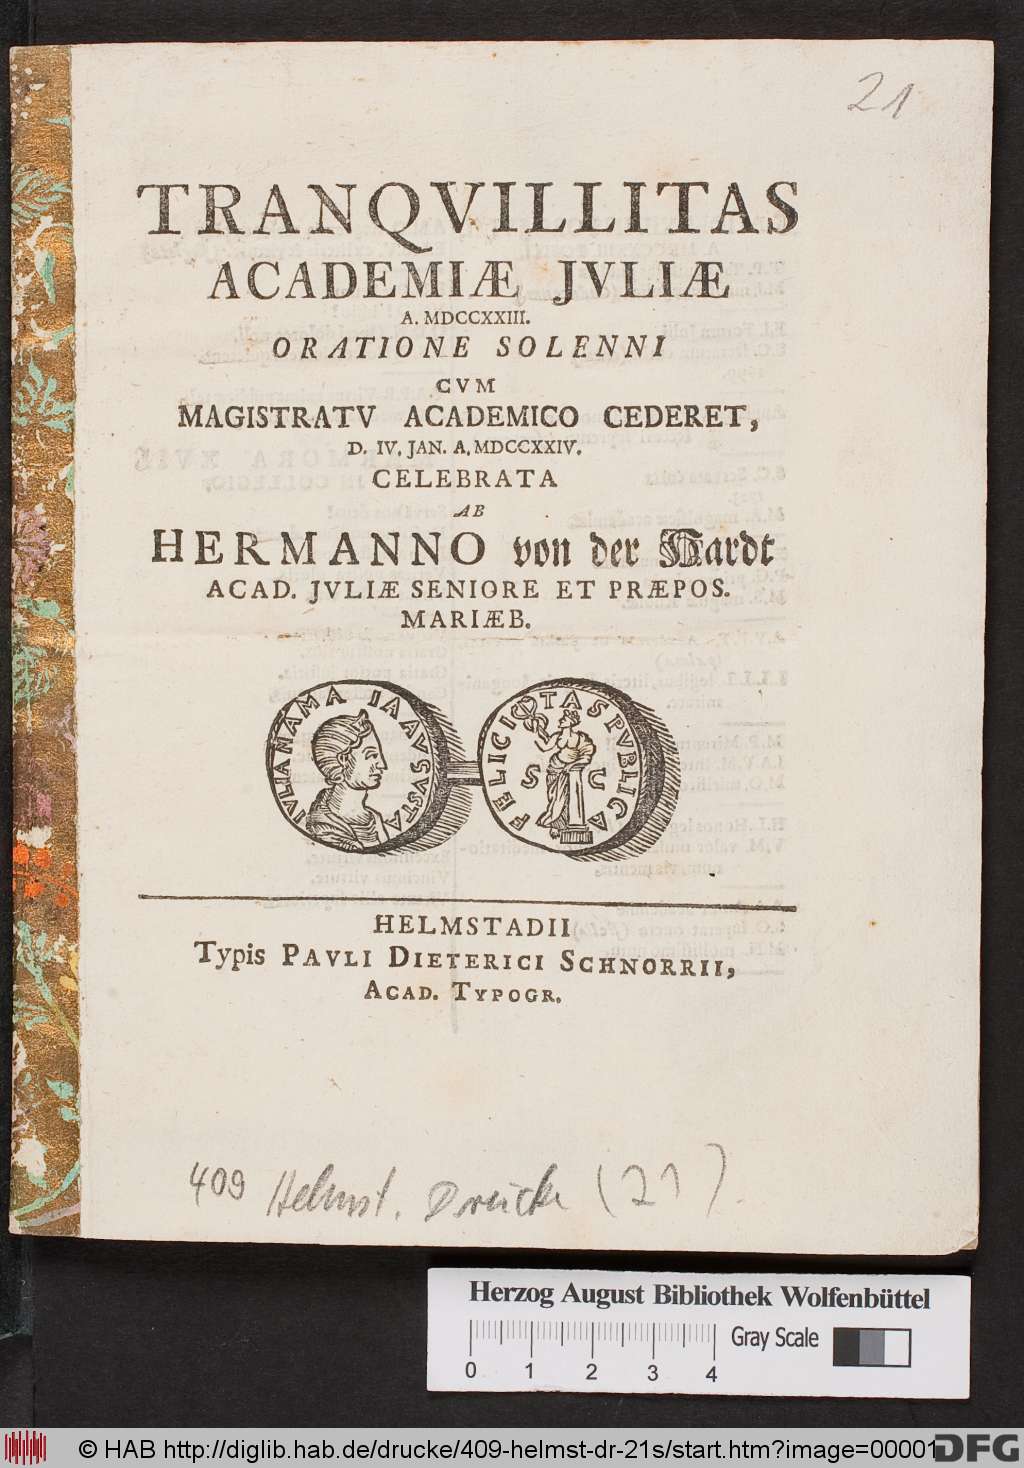 21
TRANQVILLITAS
ACADEMIÆ JVLIÆ
A. MDCCXXIII.
ORATIONE SOLENNI
CVM
MAGISTRATV ACADEMICO CEDERET,
D. IV. JAN. A. MDCCXXIV.
CELEBRATA
AB
HERMANNO von der Hardt
ACAD. JVLIÆ SENIORE ET PRÆPOS.
MARIÆB.
IVLIA MAMA IA AVGVSTA
FELICITAS PVBLICA
S C
HELMSTADII
Typis PAVLI DIETERICI SCHNORRII,
ACAD. TYPOGR.
409 Helmst. Drucke (21).
Herzog August Bibliothek Wolfenbüttel
0 1 2 3 4
Gray Scale
© HAB http://diglib.hab.de/drucke/409-helmst-dr-21s/start.htm?image=00001
DFG